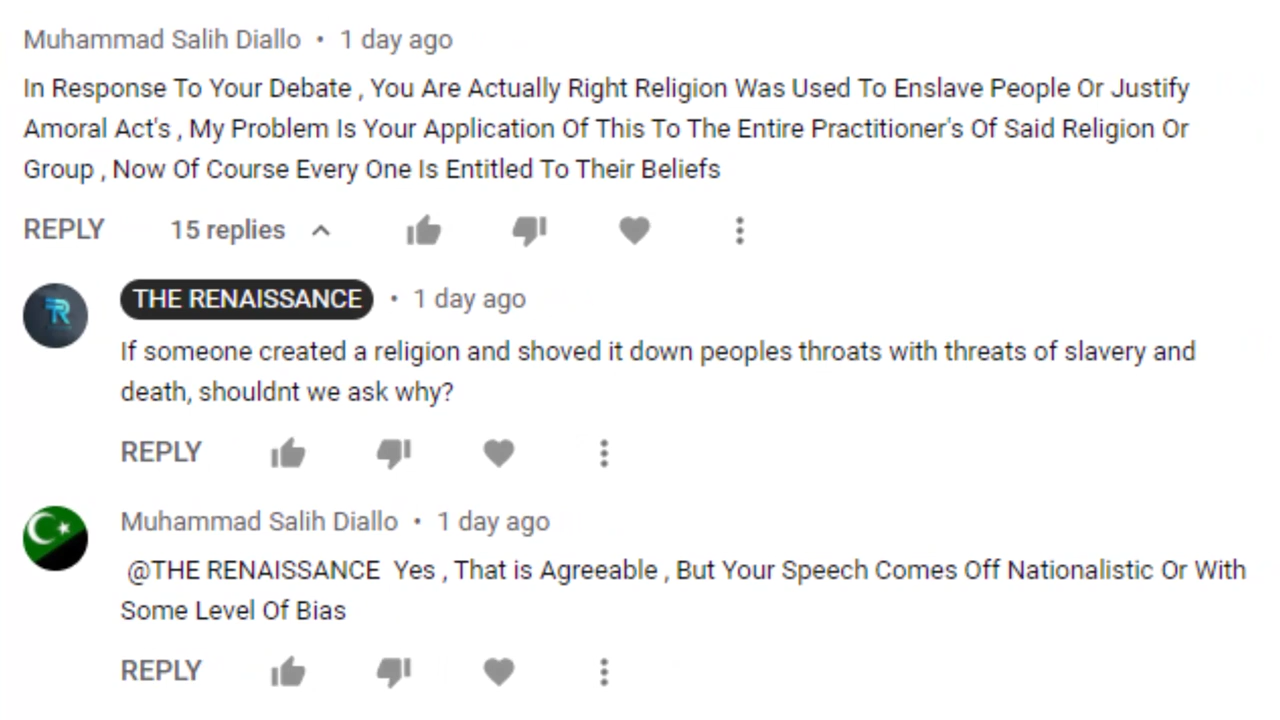 Muhammad Salih Diallo • 1 day ago
In Response To Your Debate , You Are Actually Right Religion Was Used To Enslave People Or Justify
Amoral Act's , My Problem Is Your Application Of This To The Entire Practitioner's Of Said Religion Or
Group , Now Of Course Every One Is Entitled To Their Beliefs
REPLY 15 replies
THE RENAISSANCE • 1 day ago
If someone created a religion and shoved it down peoples throats with threats of slavery and
death, shouldnt we ask why?
REPLY
Muhammad Salih Diallo • 1 day ago
@THE RENAISSANCE Yes , That is Agreeable , But Your Speech Comes Off Nationalistic Or With
Some Level Of Bias
REPLY